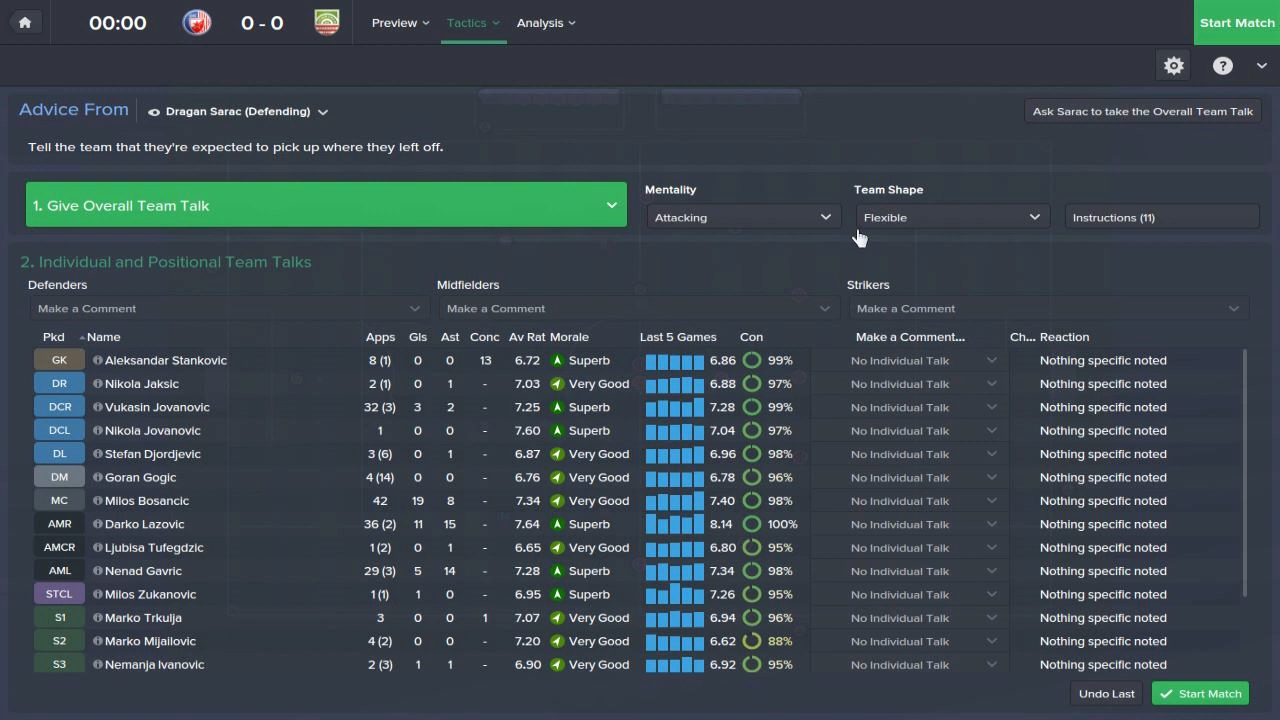 00:00 0 - 0 Preview Tactics Analysis Start Match
Advice From Dragan Sarac (Defending) Ask Sarac to take the Overall Team Talk
Tell the team that they're expected to pick up where they left off.
Mentality Team Shape
1. Give Overall Team Talk Attacking Flexible Instructions (11)
2. Individual and Positional Team Talks
Defenders Midfielders Strikers
Make a Comment Make a Comment Make a Comment
Pkd Name Apps Gls Ast Conc Av Rat Morale Last 5 Games Con Make a Comment... Ch... Reaction
GK Aleksandar Stankovic 8 (1) 0 0 13 6.72 Superb 6.86 99% No Individual Talk Nothing specific noted
DR Nikola Jaksic 2 (1) 0 1 - 7.03 Very Good 6.88 97% No Individual Talk Nothing specific noted
DCR Vukasin Jovanovic 32 (3) 3 2 - 7.25 Superb 7.28 99% No Individual Talk Nothing specific noted
DCL Nikola Jovanovic 1 0 0 - 7.60 Superb 7.04 97% No Individual Talk Nothing specific noted
DL Stefan Djordjevic 3 (6) 0 1 - 6.87 Very Good 6.96 98% No Individual Talk Nothing specific noted
DM Goran Gogic 4 (14) 0 0 - 6.76 Very Good 6.78 96% No Individual Talk Nothing specific noted
MC Milos Bosancic 42 19 8 - 7.34 Very Good 7.40 98% No Individual Talk Nothing specific noted
AMR Darko Lazovic 36 (2) 11 15 - 7.64 Superb 8.14 100% No Individual Talk Nothing specific noted
AMCR Ljubisa Tufegdzic 1 (2) 0 1 - 6.65 Very Good 6.80 95% No Individual Talk Nothing specific noted
AML Nenad Gavric 29 (3) 5 14 - 7.28 Superb 7.34 98% No Individual Talk Nothing specific noted
STCL Milos Zukanovic 1 (1) 1 0 - 6.95 Superb 7.26 95% No Individual Talk Nothing specific noted
S1 Marko Trkulja 3 0 0 1 7.07 Very Good 6.94 96% No Individual Talk Nothing specific noted
S2 Marko Mijailovic 4 (2) 0 0 - 7.20 Very Good 6.62 88% No Individual Talk Nothing specific noted
S3 Nemanja Ivanovic 2 (3) 1 1 - 6.90 Very Good 6.92 95% No Individual Talk Nothing specific noted
Undo Last Start Match